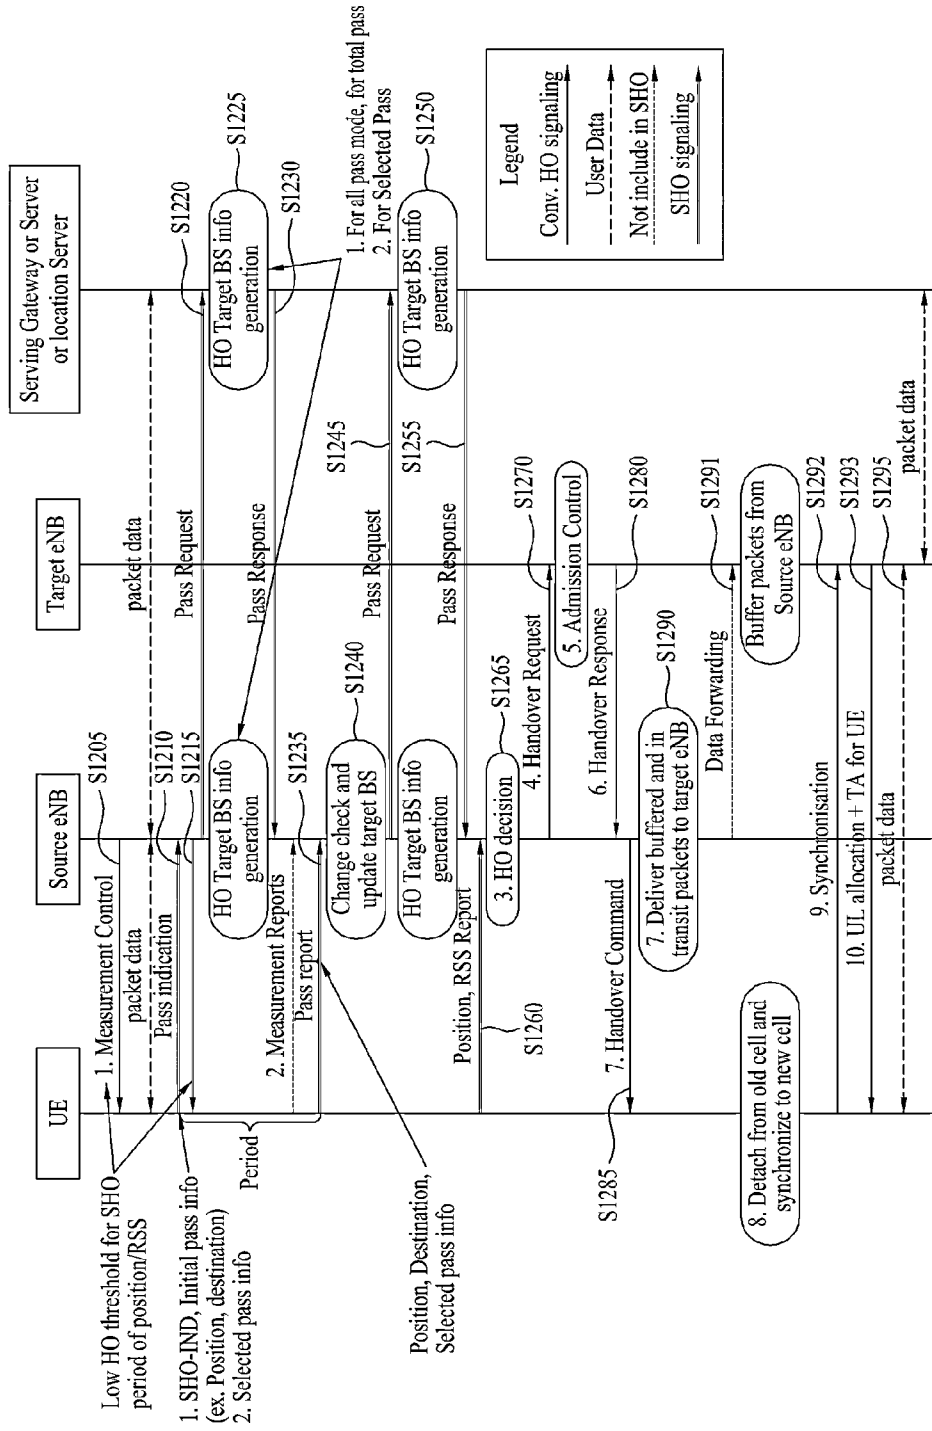 UE
Source eNB
Target eNB
Serving Gateway or Server
or location Server
Low HO threshold for SHO
period of position/RSS
1. Measurement Control
S1205
packet data
packet data
Pass indication
S1210
S1215
1. SHO-IND, Initial pass info
(ex. Position, destination)
2. Selected pass info
Pass Request
S1220
HO Target BS info
generation
HO Target BS info
generation
S1225
Pass Response
S1230
Period
2. Measurement Reports
Pass report
S1235
1. For all pass mode, for total pass
2. For Selected Pass
Position, Destination,
Selected pass info
Change check and
update target BS
S1240
Pass Request
S1245
HO Target BS info
generation
HO Target BS info
generation
S1250
Pass Response
S1255
Position, RSS Report
S1260
3. HO decision
S1265
4. Handover Request
S1270
5. Admission Control
6. Handover Response
S1280
7. Handover Command
S1285
7. Deliver buffered and in
transit packets to target eNB
S1290
Data Forwarding
S1291
8. Detach from old cell and
synchronize to new cell
Buffer packets from
Source eNB
9. Synchronisation
S1292
10. UL allocation + TA for UE
S1293
packet data
S1295
packet data
Legend
Conv. HO signaling
User Data
Not include in SHO
SHO signaling